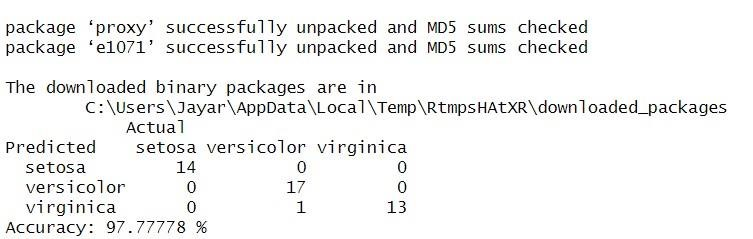 package ‘proxy’ successfully unpacked and MD5 sums checked
package ‘e1071’ successfully unpacked and MD5 sums checked
The downloaded binary packages are in
C:\Users\Jayar\AppData\Local\Temp\RtmpsHAtXR\downloaded_packages
Actual
Predicted setosa versicolor virginica
setosa 14 0 0
versicolor 0 17 0
virginica 0 1 13
Accuracy: 97.77778 %